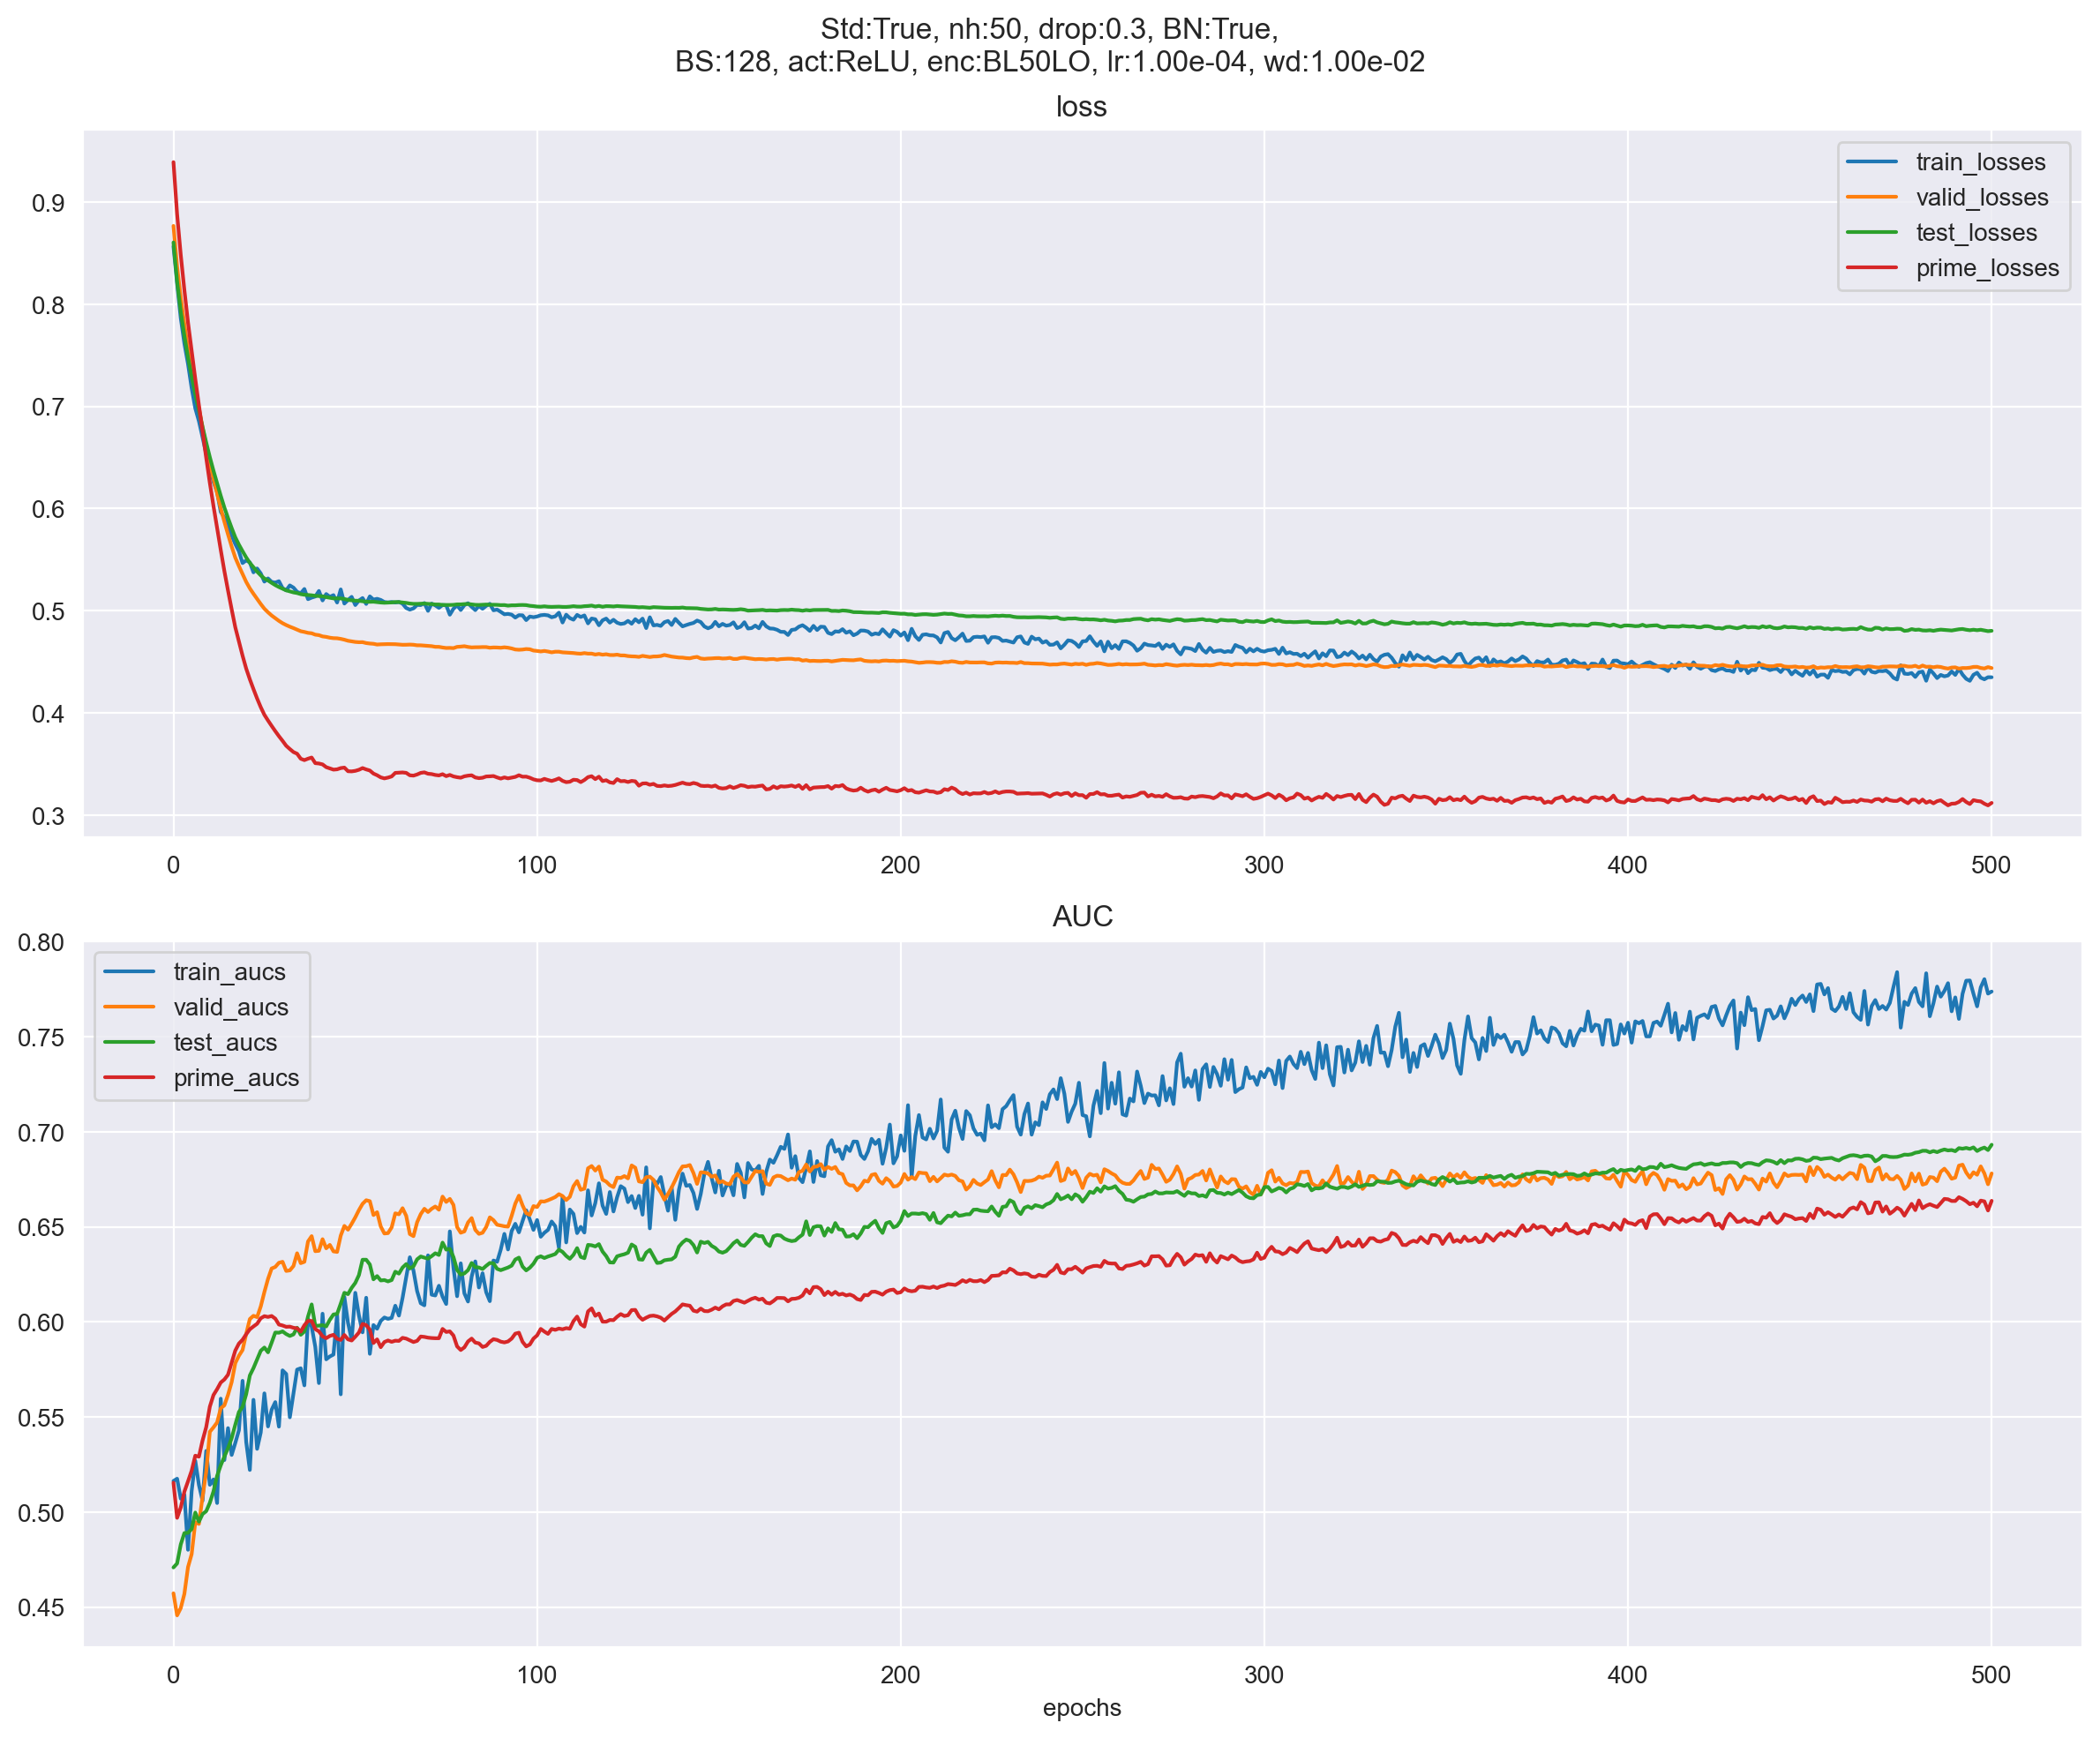 Std:True, nh:50, drop:0.3, BN:True,
BS:128, act:ReLU, enc:BL50LO, lr:1.00e-04, wd:1.00e-02
loss
train_losses
valid_losses
test_losses
prime_losses
0.9
0.8
0.7
0.6
0.5
0.4
0.3
0 100 200 300 400 500
AUC
train_aucs
valid_aucs
test_aucs
prime_aucs
0.80
0.75
0.70
0.65
0.60
0.55
0.50
0.45
0 100 200 300 400 500
epochs